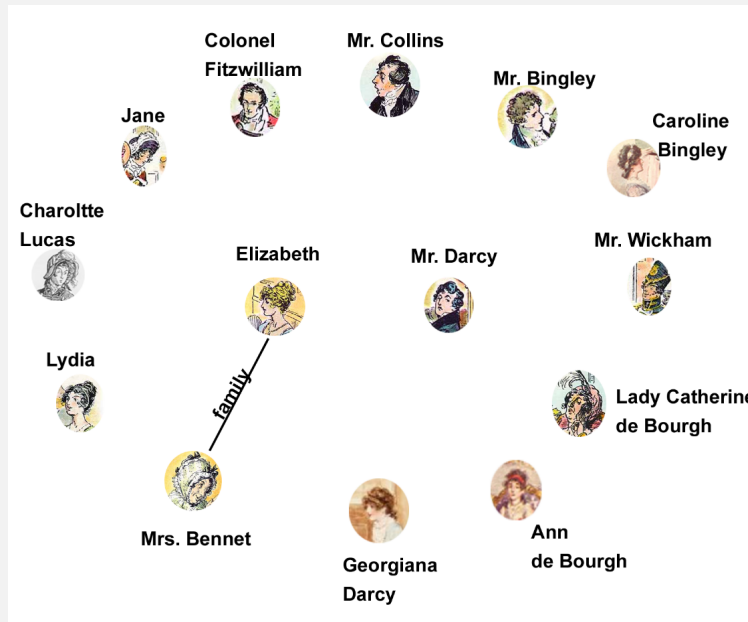 Colonel
Fitzwilliam
Mr. Collins
Mr. Bingley
Jane
Caroline
Bingley
Charoltte
Lucas
Elizabeth
Mr. Darcy
Mr. Wickham
family
Lydia
Lady Catherine
de Bourgh
Mrs. Bennet
Georgiana
Darcy
Ann
de Bourgh